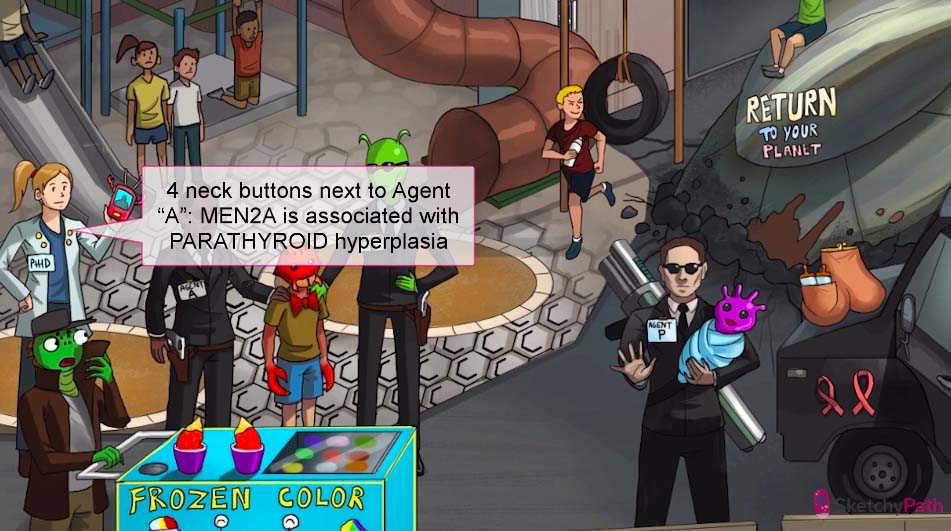 RETURN
TO YOUR
PLANET
4 neck buttons next to Agent
“A”: MEN2A is associated with
PARATHYROID hyperplasia
PHD
AGENT
A
AGENT
P
FROZEN COLOR
SketchyPath